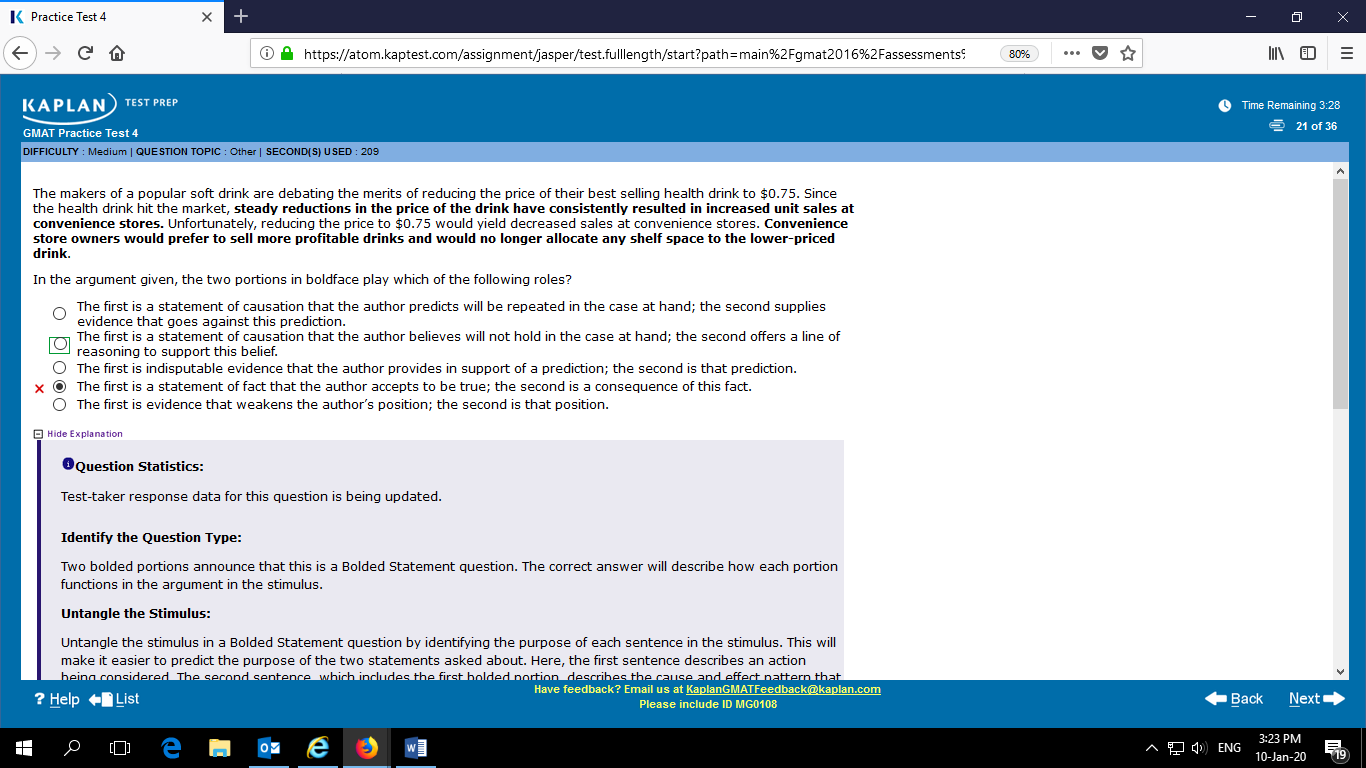 Practice Test 4
https://atom.kaptest.com/assignment/jasper/test.fulllength/start?path=main%2Fgmat2016%2Fassessments%
80%
KAPLAN TEST PREP
Time Remaining 3:28
GMAT Practice Test 4
21 of 36
DIFFICULTY : Medium | QUESTION TOPIC : Other | SECOND(S) USED : 209
The makers of a popular soft drink are debating the merits of reducing the price of their best selling health drink to $0.75. Since
the health drink hit the market, steady reductions in the price of the drink have consistently resulted in increased unit sales at
convenience stores. Unfortunately, reducing the price to $0.75 would yield decreased sales at convenience stores. Convenience
store owners would prefer to sell more profitable drinks and would no longer allocate any shelf space to the lower-priced
drink.
In the argument given, the two portions in boldface play which of the following roles?
The first is a statement of causation that the author predicts will be repeated in the case at hand; the second supplies
evidence that goes against this prediction.
The first is a statement of causation that the author believes will not hold in the case at hand; the second offers a line of
reasoning to support this belief.
The first is indisputable evidence that the author provides in support of a prediction; the second is that prediction.
The first is a statement of fact that the author accepts to be true; the second is a consequence of this fact.
The first is evidence that weakens the author's position; the second is that position.
Hide Explanation
Question Statistics:
Test-taker response data for this question is being updated.
Identify the Question Type:
Two bolded portions announce that this is a Bolded Statement question. The correct answer will describe how each portion
functions in the argument in the stimulus.
Untangle the Stimulus:
Untangle the stimulus in a Bolded Statement question by identifying the purpose of each sentence in the stimulus. This will
make it easier to predict the purpose of the two statements asked about. Here, the first sentence describes an action
being considered. The second sentence, which includes the first bolded portion, describes the cause and effect pattern that
? Help
List
Have feedback? Email us at KaplanGMATFeedback@kaplan.com
Please include ID MG0108
Back
Next
ENG
3:23 PM
10-Jan-20
19